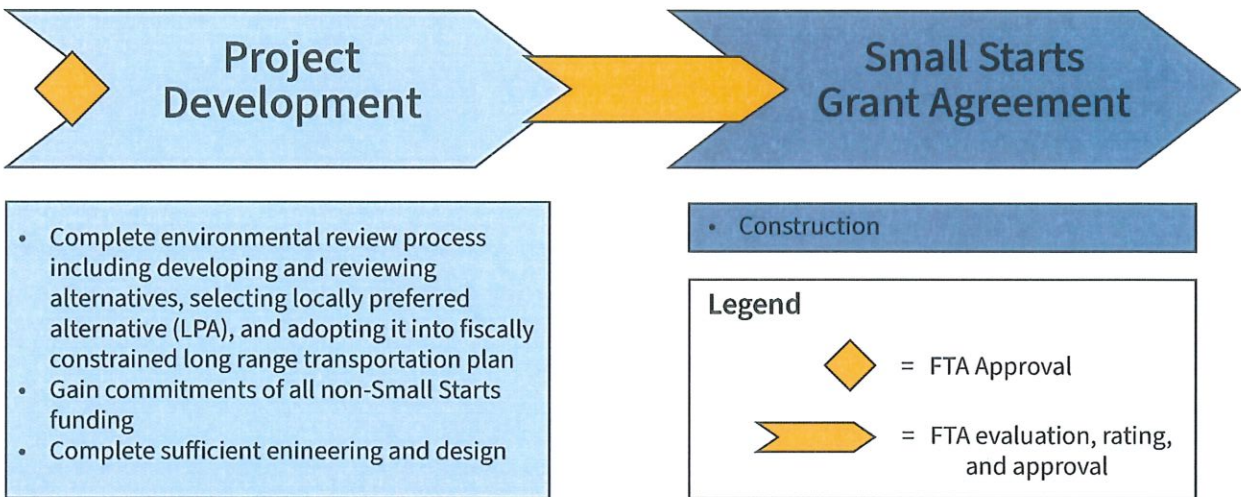 Project
Development
Small Starts
Grant Agreement
• Complete environmental review process
including developing and reviewing
alternatives, selecting locally preferred
alternative (LPA), and adopting it into fiscally
constrained long range transportation plan
• Gain commitments of all non-Small Starts
funding
• Complete sufficient enineering and design
• Construction
Legend
= FTA Approval
= FTA evaluation, rating,
and approval